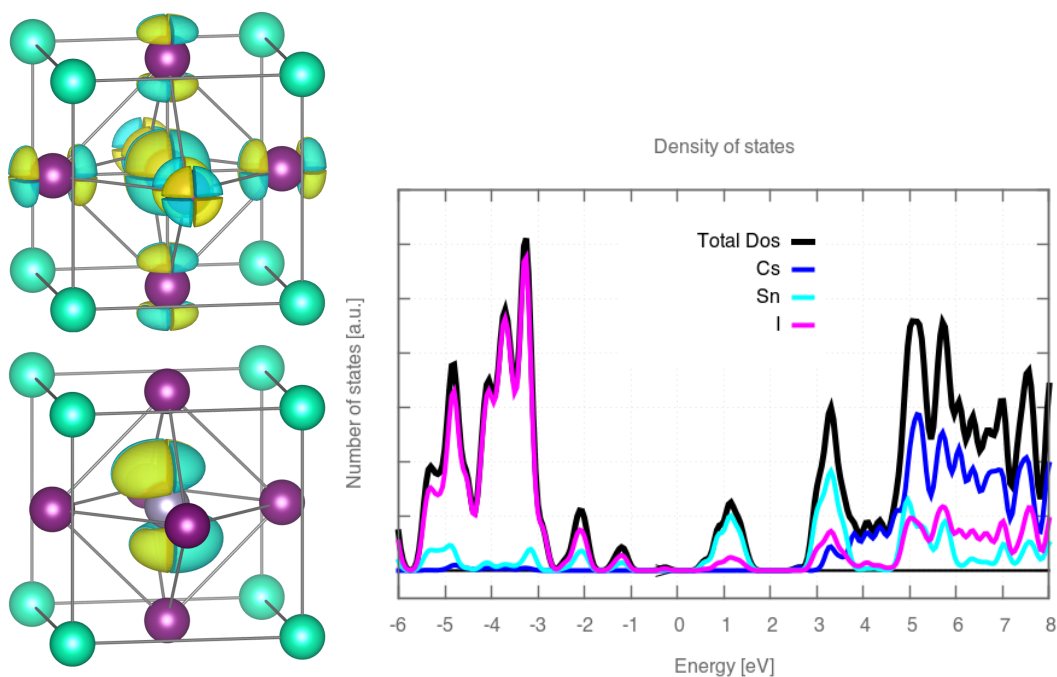 Density of states
Total Dos
Cs
Sn
I
Number of states [a.u.]
-6 -5 -4 -3 -2 -1 0 1 2 3 4 5 6 7 8
Energy [eV]